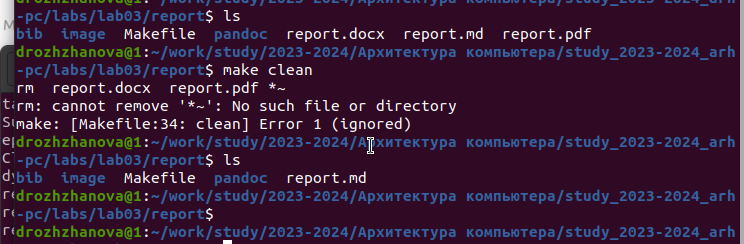 drozhzhanova@1:~/work/study/2023-2024/Архитектура компьютера/study_2023-2024_arh
-pc/labs/lab03/report$ ls
bib  image  Makefile  pandoc  report.docx  report.md  report.pdf
drozhzhanova@1:~/work/study/2023-2024/Архитектура компьютера/study_2023-2024_arh
-pc/labs/lab03/report$ make clean
rm  report.docx  report.pdf *~
rm: cannot remove '*~': No such file or directory
make: [Makefile:34: clean] Error 1 (ignored)
drozhzhanova@1:~/work/study/2023-2024/Архитектура компьютера/study_2023-2024_arh
-pc/labs/lab03/report$ ls
bib  image  Makefile  pandoc  report.md
drozhzhanova@1:~/work/study/2023-2024/Архитектура компьютера/study_2023-2024_arh
-pc/labs/lab03/report$
drozhzhanova@1:~/work/study/2023-2024/Архитектура компьютера/study_2023-2024_arh